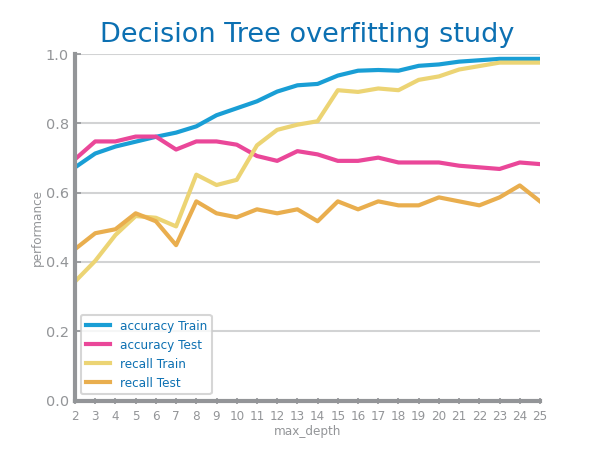 Decision Tree overfitting study
1.0
0.8
0.6
0.4
0.2
0.0
performance
accuracy Train
accuracy Test
recall Train
recall Test
2 3 4 5 6 7 8 9 10 11 12 13 14 15 16 17 18 19 20 21 22 23 24 25
max_depth